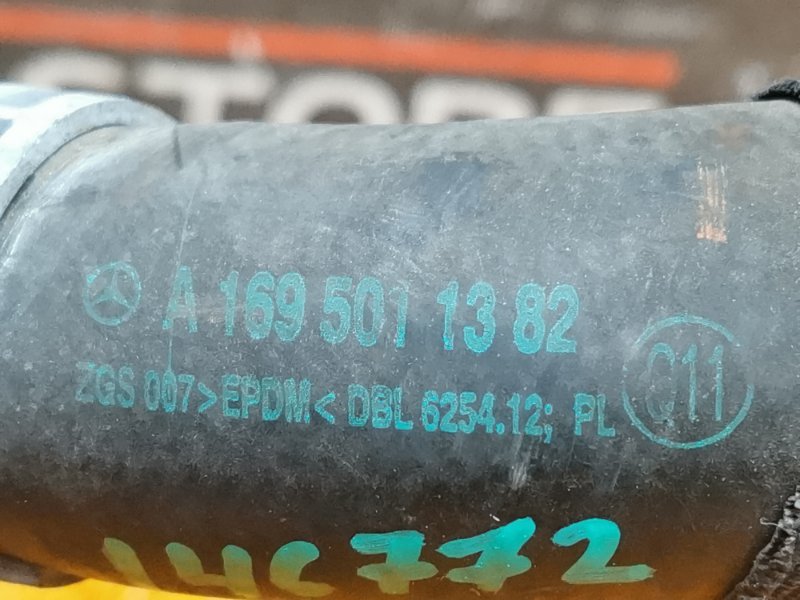 A 169 501 13 82
ZGS 007 >EPDM< DBL 6254.12; PL
C11
14C772